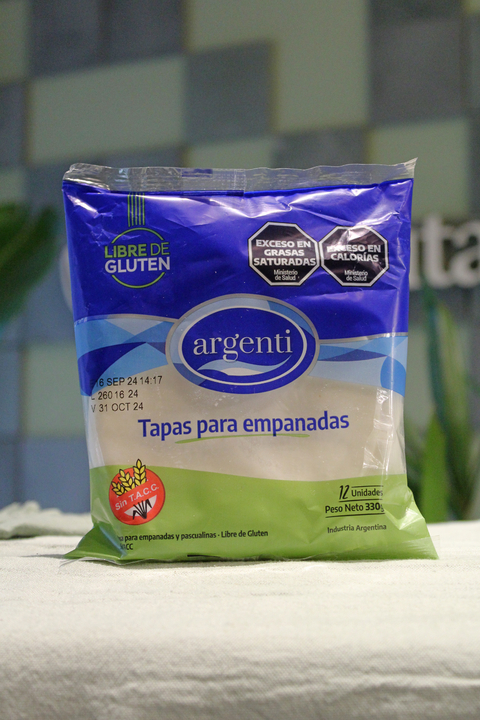 LIBRE DE
GLUTEN
EXCESO EN
GRASAS
SATURADAS
Ministerio
de Salud
EXCESO EN
CALORÍAS
Ministerio
de Salud
argenti
6 SEP 24 14:17
L 260 16 24
V 31 OCT 24
Tapas para empanadas
Sin T.A.C.C.
12 Unidades
Peso Neto 330g
Industria Argentina
para empanadas y pascualinas - Libre de Gluten